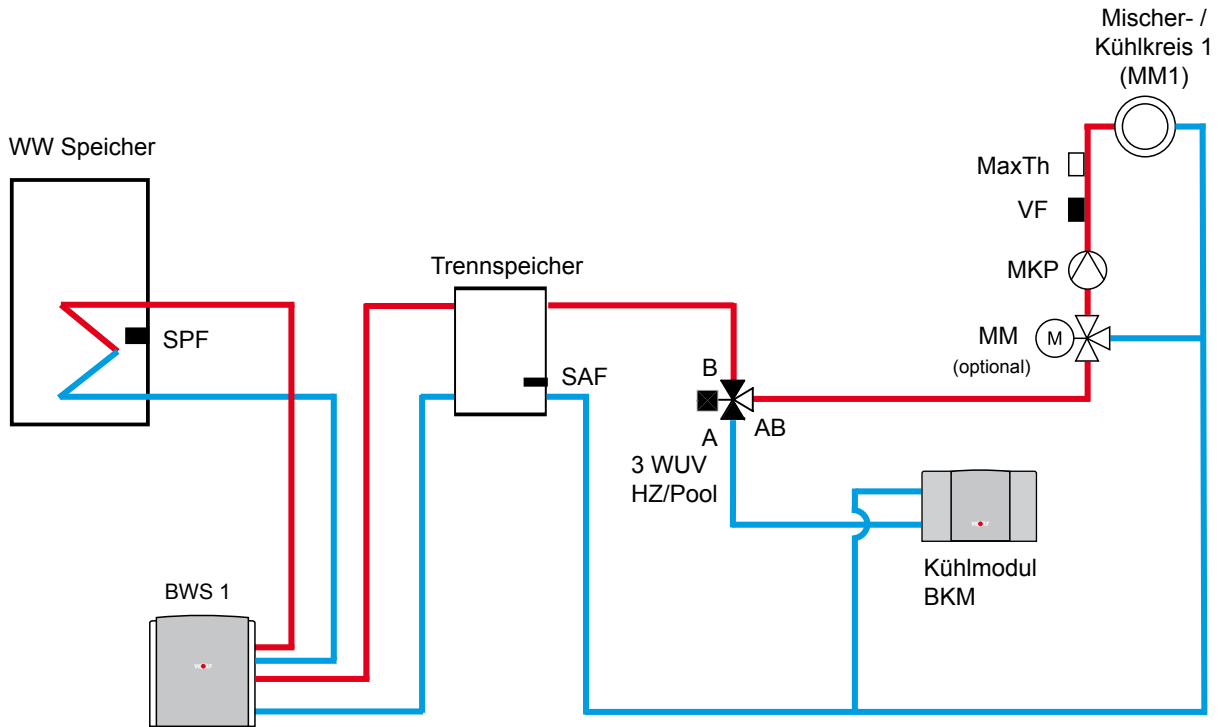 Mischer- /
Kühlkreis 1
(MM1)
WW Speicher
MaxTh
VF
Trennspeicher
MKP
SPF
MM
M
(optional)
SAF
B
A
AB
3 WUV
HZ/Pool
Kühlmodul
BKM
BWS 1